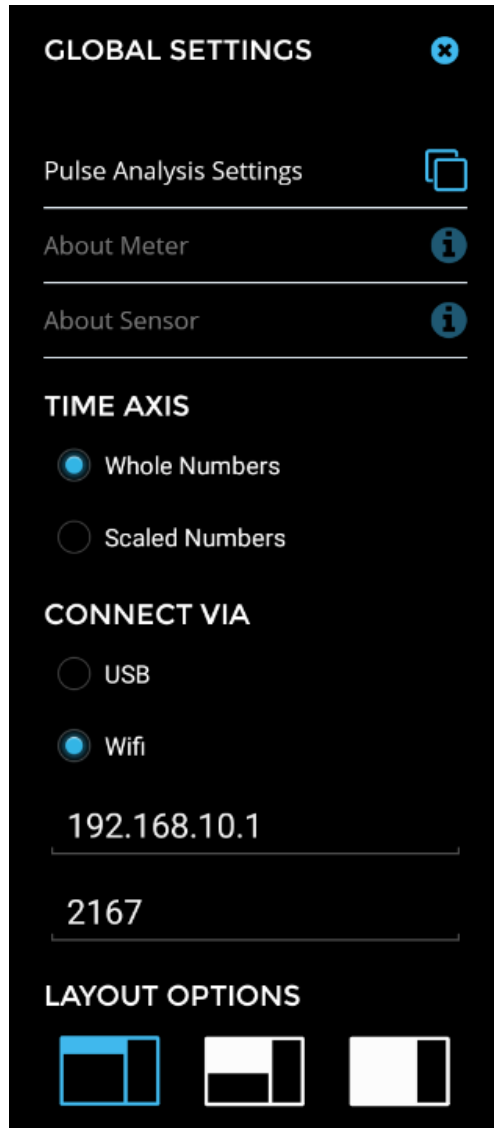 GLOBAL SETTINGS
Pulse Analysis Settings
About Meter
About Sensor
TIME AXIS
Whole Numbers
Scaled Numbers
CONNECT VIA
USB
Wifi
192.168.10.1
2167
LAYOUT OPTIONS